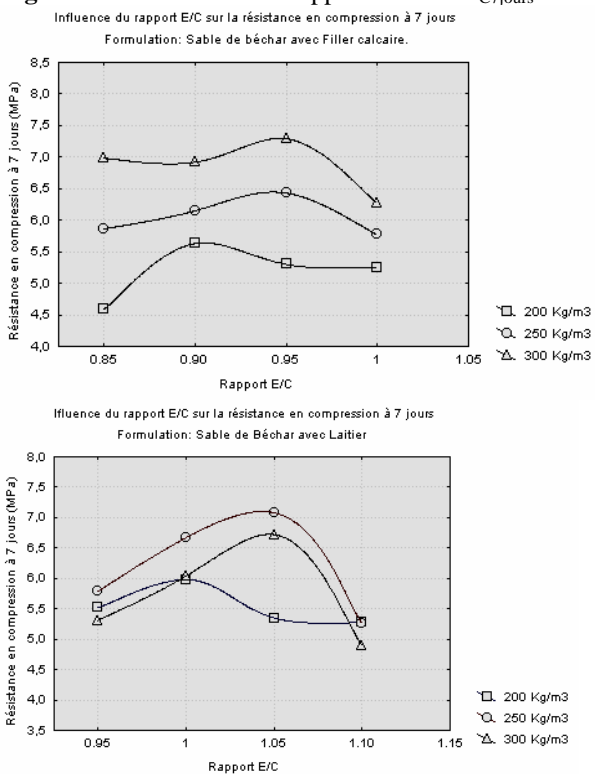 C7jours
Influence du rapport E/C sur la résistance en compression à 7 jours
Formulation: Sable de béchar avec Filler calcaire.
Résistance en compression à 7 jours (MPa)
8,5
8,0
7,5
7,0
6,5
6,0
5,5
5,0
4,5
4,0
0.85
0.90
0.95
1
1.05
Rapport E/C
200 Kg/m3
250 Kg/m3
300 Kg/m3
Ifluence du rapport E/C sur la résistance en compression à 7 jours
Formulation: Sable de Béchar avec Laitier
Résistance en compression à 7 jours (MPa)
8,0
7,5
7,0
6,5
6,0
5,5
5,0
4,5
4,0
3,5
0.95
1
1.05
1.10
1.15
Rapport E/C
200 Kg/m3
250 Kg/m3
300 Kg/m3